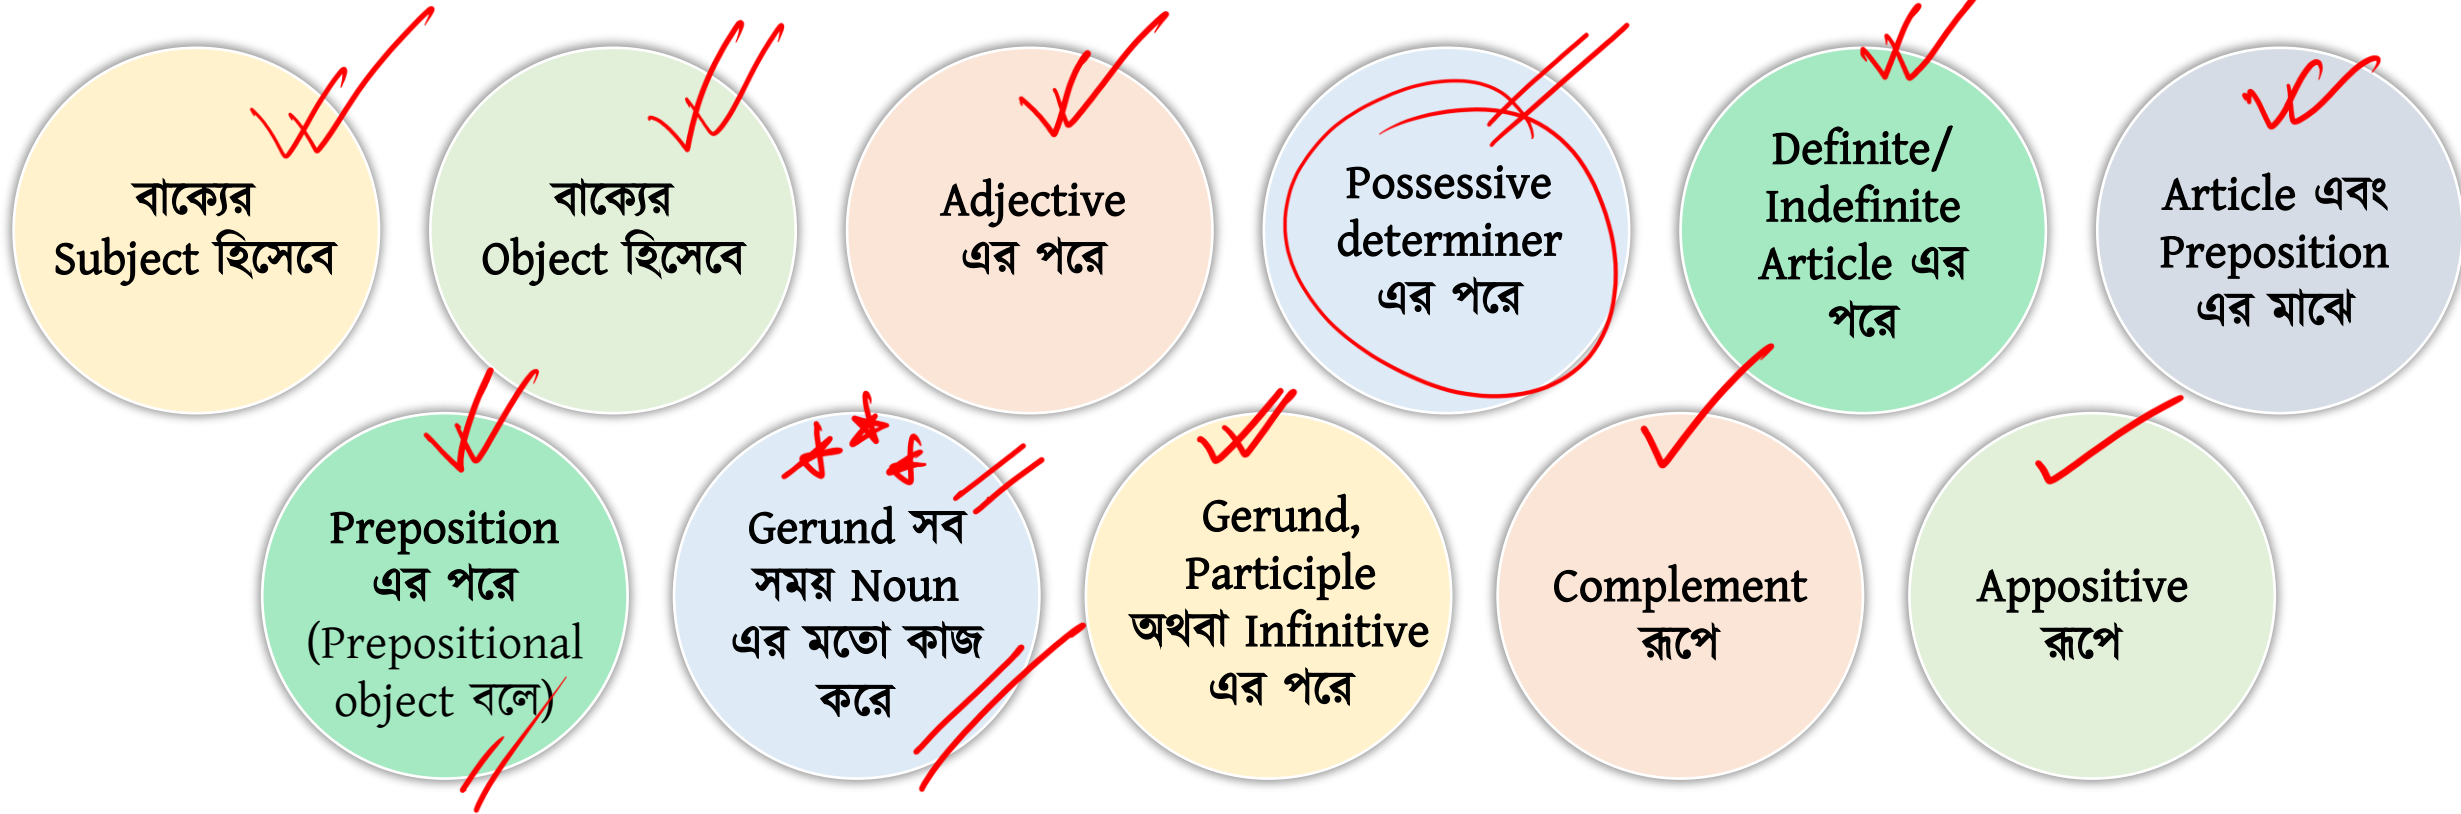 বাক্যের
Subject হিসেবে
বাক্যের
Object হিসেবে
Adjective
এর পরে
Possessive
determiner
এর পরে
Definite/
Indefinite
Article এর
পরে
Article এবং
Preposition
এর মাঝে
Preposition
এর পরে
(Prepositional
object বলে)
Gerund সব
সময় Noun
এর মতো কাজ
করে
Gerund,
Participle
অথবা Infinitive
এর পরে
Complement
রূপে
Appositive
রূপে